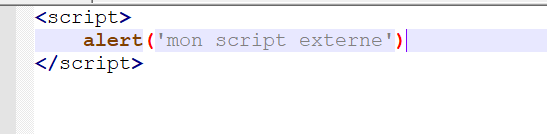 <script>
alert('mon script externe')
</script>